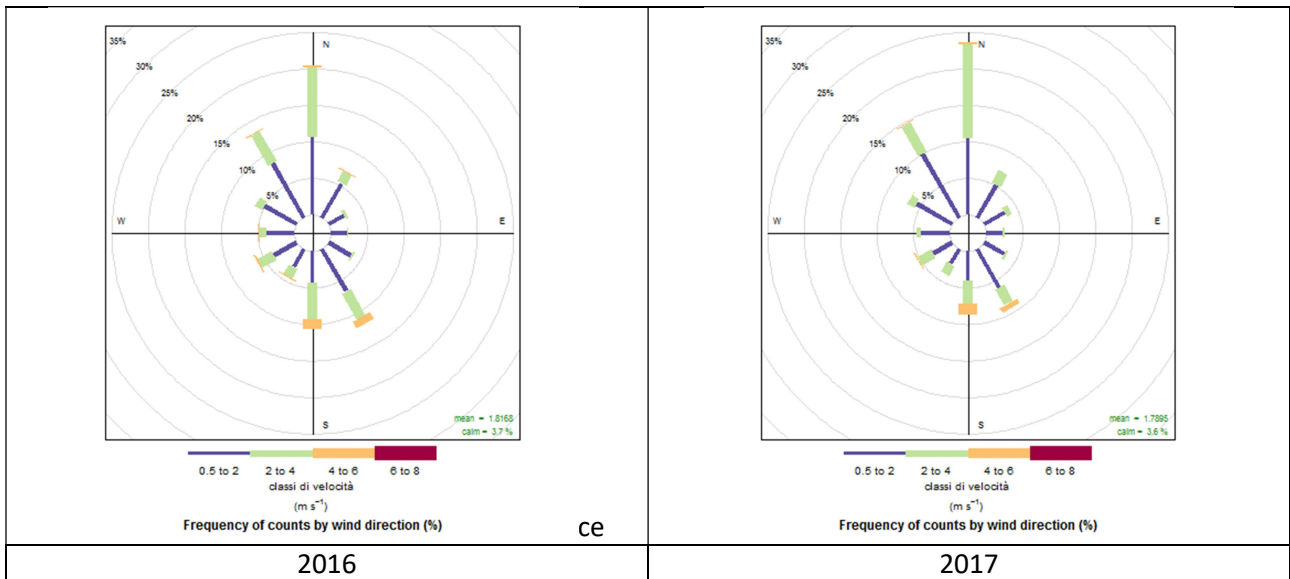 35%
30%
25%
20%
15%
10%
5%
N
W
E
S
mean = 1.8168
calm = 3.7 %
0.5 to 2
2 to 4
4 to 6
6 to 8
classi di velocità
(m s⁻¹)
Frequency of counts by wind direction (%)
ce
2016
35%
30%
25%
20%
15%
10%
5%
N
W
E
S
mean = 1.7895
calm = 3.6 %
0.5 to 2
2 to 4
4 to 6
6 to 8
classi di velocità
(m s⁻¹)
Frequency of counts by wind direction (%)
2017